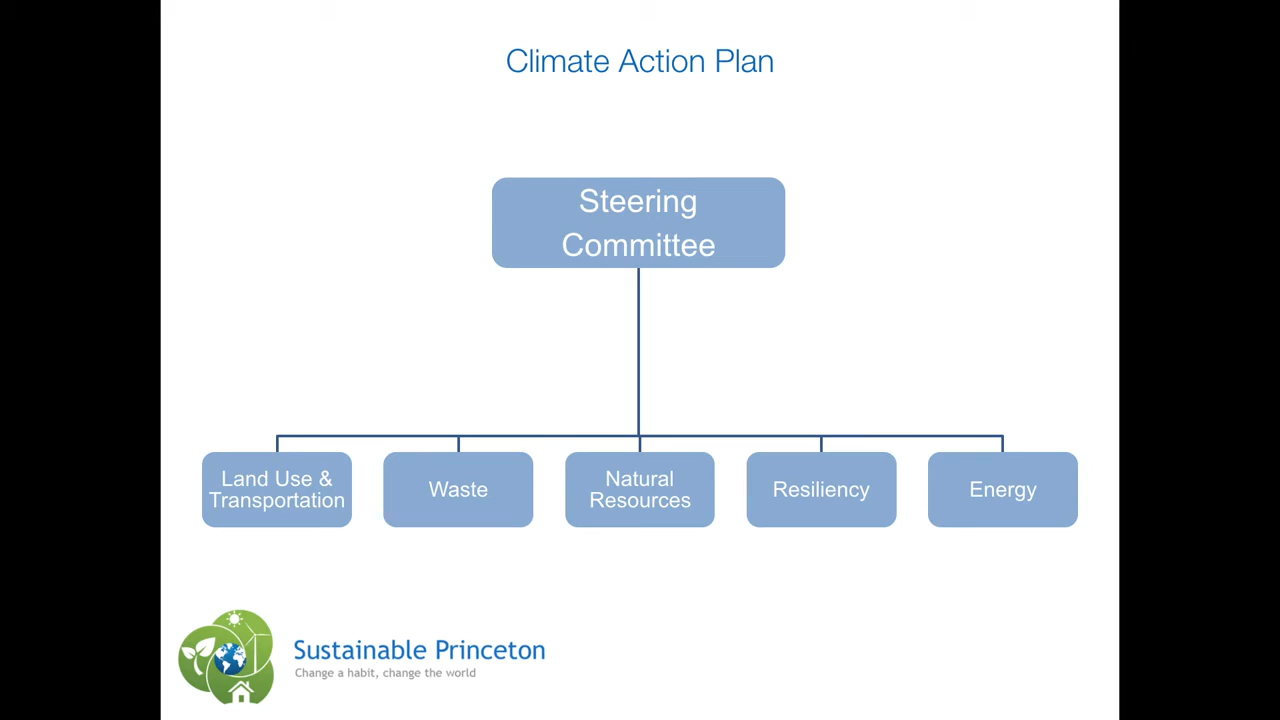 Climate Action Plan
Steering
Committee
Land Use &
Transportation
Waste
Natural
Resources
Resiliency
Energy
Sustainable Princeton
Change a habit, change the world